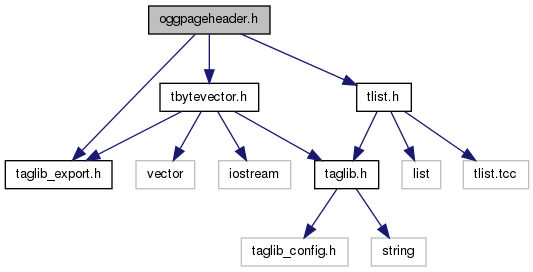 oggpageheader.h
tbytevector.h
tlist.h
taglib_export.h
vector
iostream
taglib.h
list
tlist.tcc
taglib_config.h
string